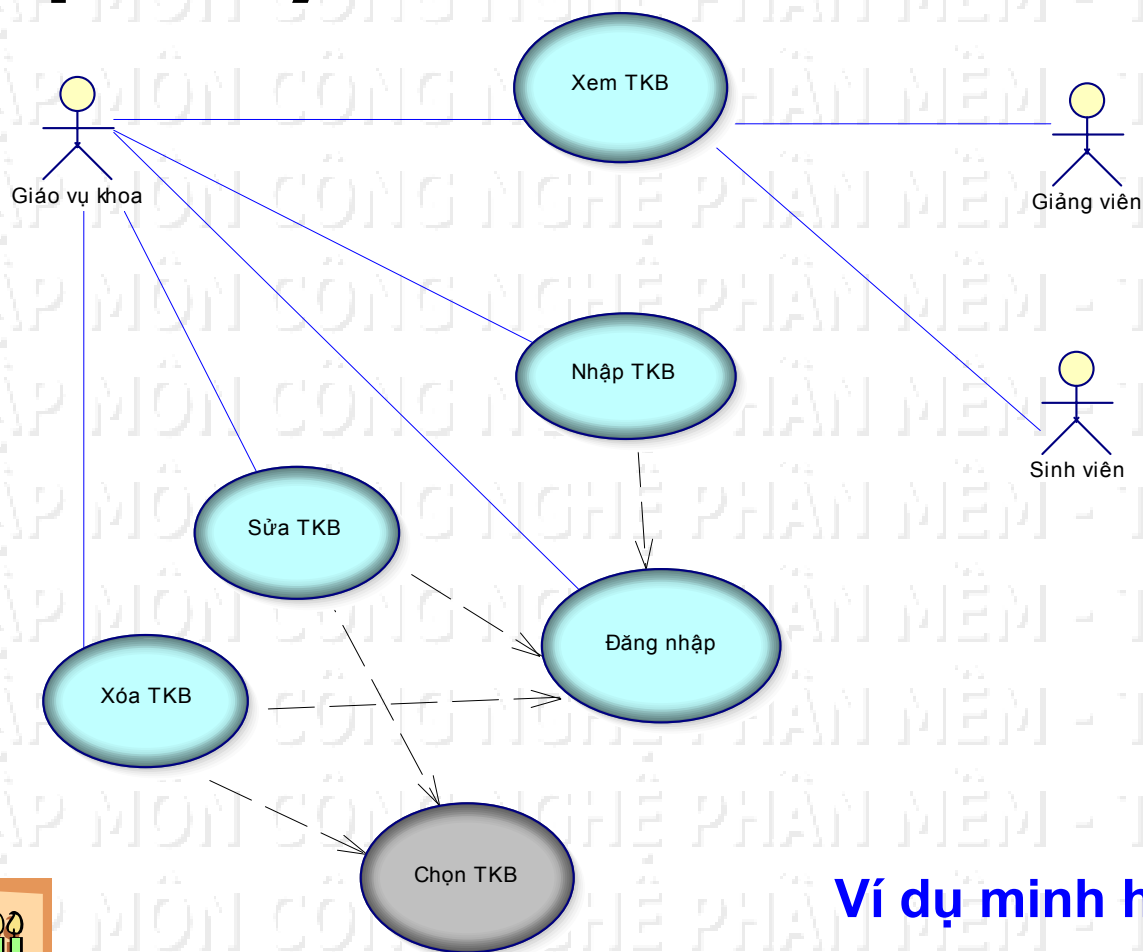 Xem TKB
Giáo vụ khoa
Giảng viên
Nhập TKB
Sinh viên
Sửa TKB
Đăng nhập
Xóa TKB
Chọn TKB
Ví dụ minh h